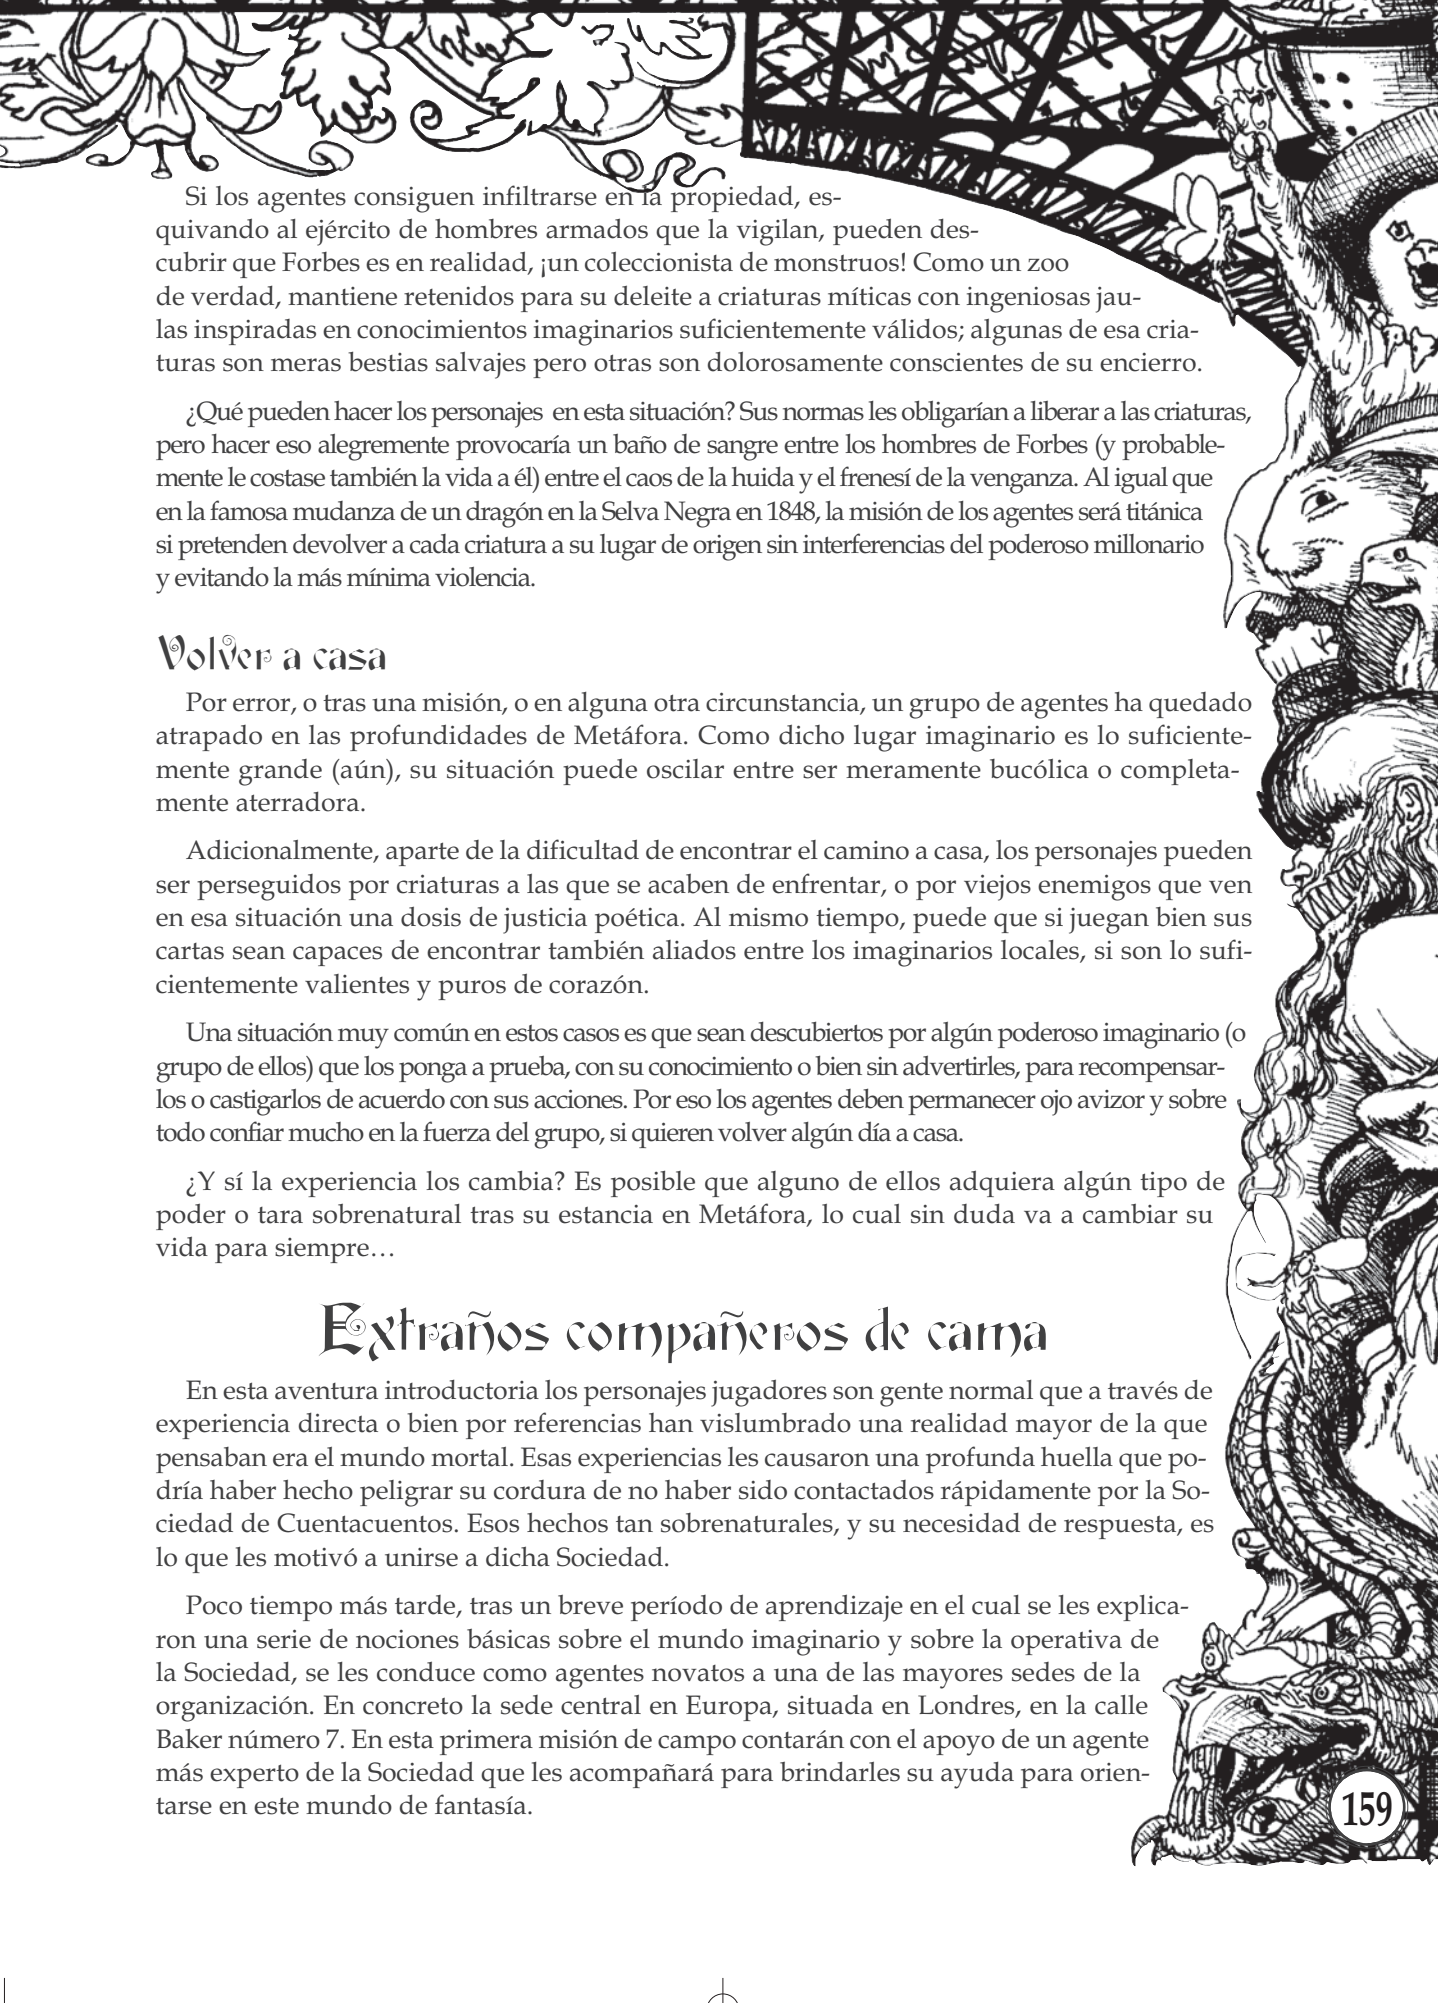 Si los agentes consiguen infiltrarse en la propiedad, es-
quivando al ejército de hombres armados que la vigilan, pueden des-
cubrir que Forbes es en realidad, ¡un coleccionista de monstruos! Como un zoo
de verdad, mantiene retenidos para su deleite a criaturas míticas con ingeniosas jau-
las inspiradas en conocimientos imaginarios suficientemente válidos; algunas de esa cria-
turas son meras bestias salvajes pero otras son dolorosamente conscientes de su encierro.
¿Qué pueden hacer los personajes en esta situación? Sus normas les obligarían a liberar a las criaturas,
pero hacer eso alegremente provocaría un baño de sangre entre los hombres de Forbes (y probable-
mente le costase también la vida a él) entre el caos de la huida y el frenesí de la venganza. Al igual que
en la famosa mudanza de un dragón en la Selva Negra en 1848, la misión de los agentes será titánica
si pretenden devolver a cada criatura a su lugar de origen sin interferencias del poderoso millonario
y evitando la más mínima violencia.
Volver a casa
Por error, o tras una misión, o en alguna otra circunstancia, un grupo de agentes ha quedado
atrapado en las profundidades de Metáfora. Como dicho lugar imaginario es lo suficiente-
mente grande (aún), su situación puede oscilar entre ser meramente bucólica o completa-
mente aterradora.
Adicionalmente, aparte de la dificultad de encontrar el camino a casa, los personajes pueden
ser perseguidos por criaturas a las que se acaben de enfrentar, o por viejos enemigos que ven
en esa situación una dosis de justicia poética. Al mismo tiempo, puede que si juegan bien sus
cartas sean capaces de encontrar también aliados entre los imaginarios locales, si son lo sufi-
cientemente valientes y puros de corazón.
Una situación muy común en estos casos es que sean descubiertos por algún poderoso imaginario (o
grupo de ellos) que los ponga a prueba, con su conocimiento o bien sin advertirles, para recompensar-
los o castigarlos de acuerdo con sus acciones. Por eso los agentes deben permanecer ojo avizor y sobre
todo confiar mucho en la fuerza del grupo, si quieren volver algún día a casa.
¿Y sí la experiencia los cambia? Es posible que alguno de ellos adquiera algún tipo de
poder o tara sobrenatural tras su estancia en Metáfora, lo cual sin duda va a cambiar su
vida para siempre…
Extraños compañeros de cama
En esta aventura introductoria los personajes jugadores son gente normal que a través de
experiencia directa o bien por referencias han vislumbrado una realidad mayor de la que
pensaban era el mundo mortal. Esas experiencias les causaron una profunda huella que po-
dría haber hecho peligrar su cordura de no haber sido contactados rápidamente por la So-
ciedad de Cuentacuentos. Esos hechos tan sobrenaturales, y su necesidad de respuesta, es
lo que les motivó a unirse a dicha Sociedad.
Poco tiempo más tarde, tras un breve período de aprendizaje en el cual se les explica-
ron una serie de nociones básicas sobre el mundo imaginario y sobre la operativa de
la Sociedad, se les conduce como agentes novatos a una de las mayores sedes de la
organización. En concreto la sede central en Europa, situada en Londres, en la calle
Baker número 7. En esta primera misión de campo contarán con el apoyo de un agente
más experto de la Sociedad que les acompañará para brindarles su ayuda para orien-
tarse en este mundo de fantasía.
159